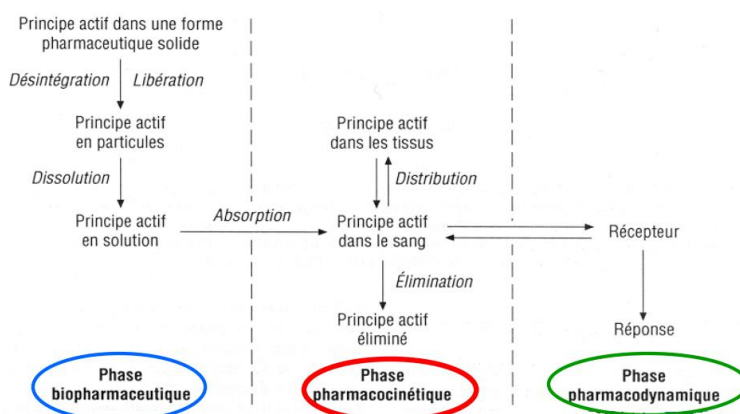 Principe actif dans une forme
pharmaceutique solide
Désintégration
Libération
Principe actif
en particules
Dissolution
Principe actif
en solution
Absorption
Principe actif
dans les tissus
Distribution
Principe actif
dans le sang
Élimination
Principe actif
éliminé
Récepteur
Réponse
Phase
biopharmaceutique
Phase
pharmacocinétique
Phase
pharmacodynamique